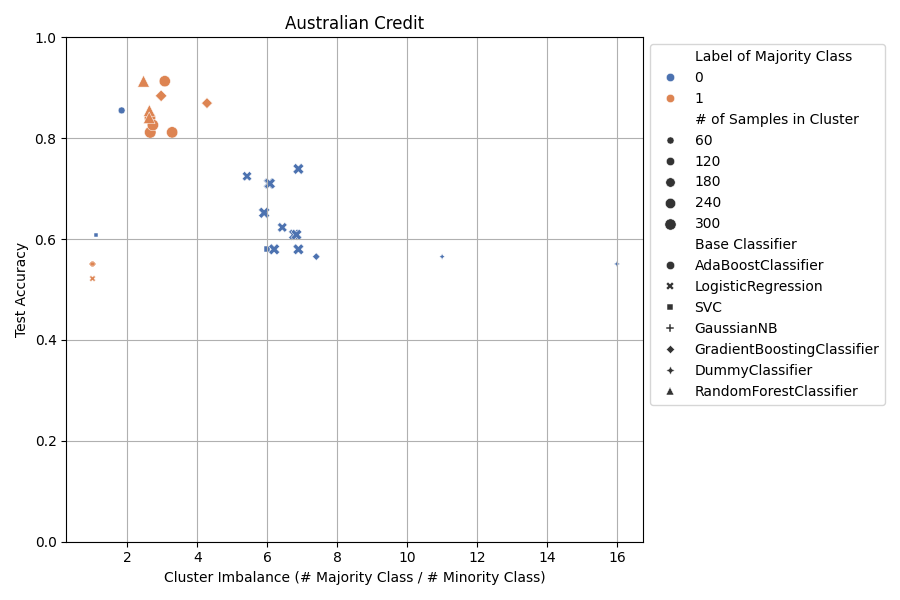 Australian Credit
1.0
0.8
0.6
0.4
0.2
0.0
Test Accuracy
2
4
6
8
10
12
14
16
Cluster Imbalance (# Majority Class / # Minority Class)
Label of Majority Class
0
1
# of Samples in Cluster
60
120
180
240
300
Base Classifier
AdaBoostClassifier
LogisticRegression
SVC
GaussianNB
GradientBoostingClassifier
DummyClassifier
RandomForestClassifier